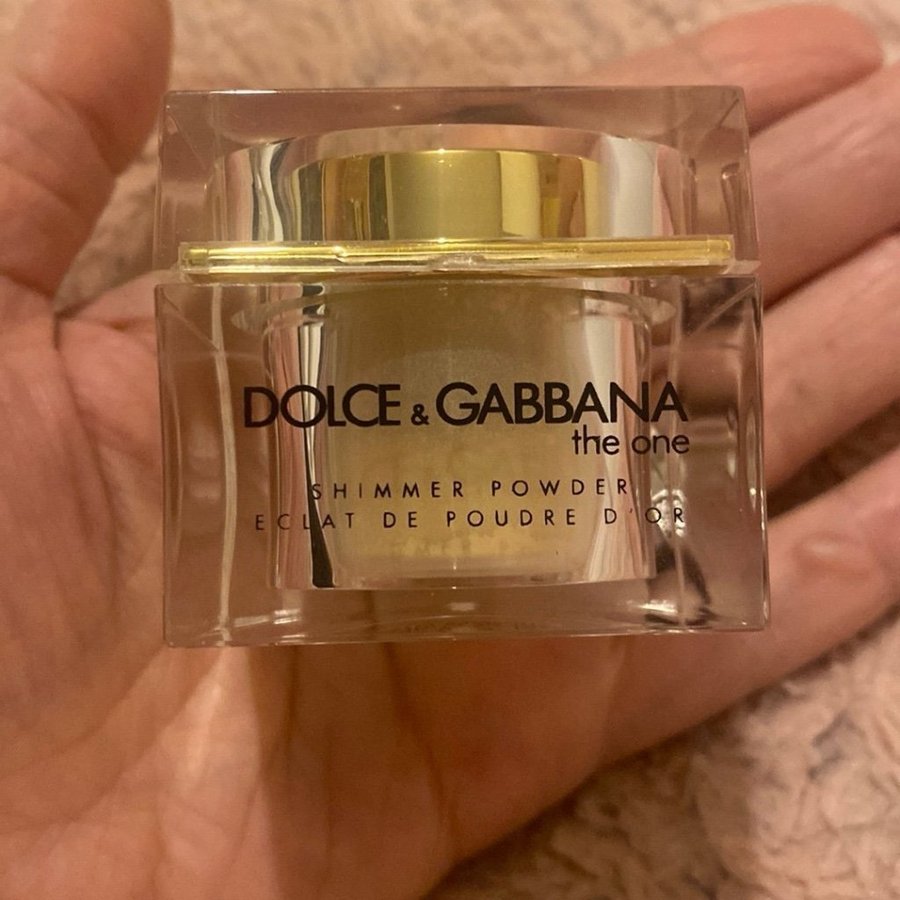 DOLCE & GABBANA
the one
SHIMMER POWDER
ECLAT DE POUDRE D'OR